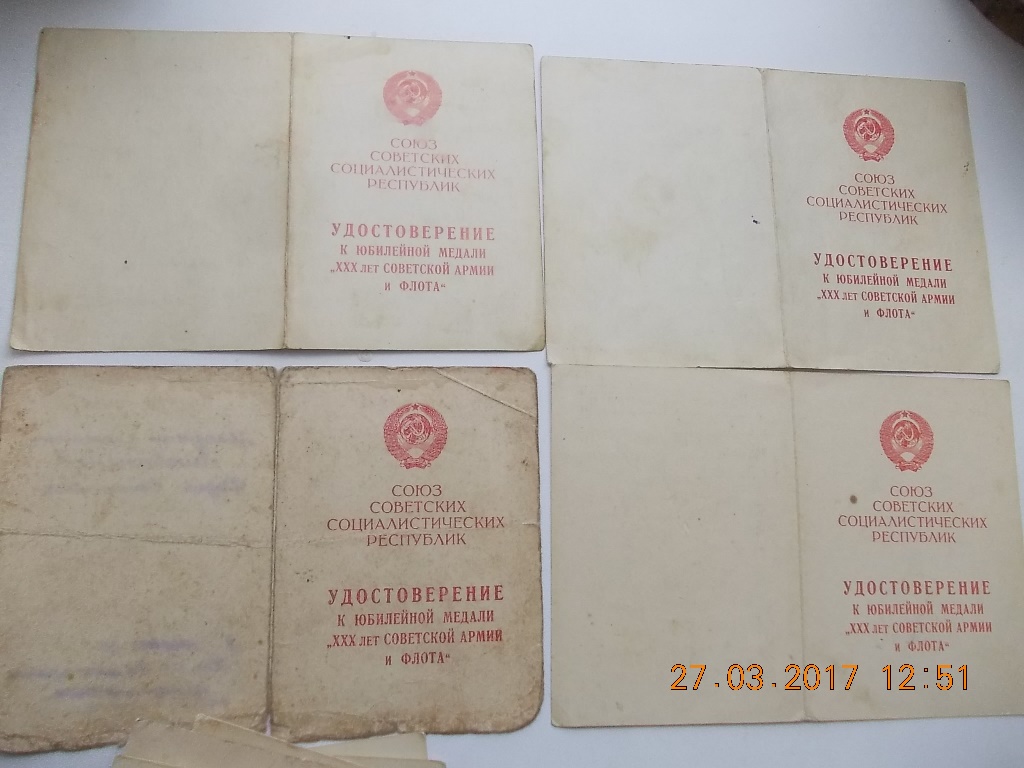 СОЮЗ
СОВЕТСКИХ
СОЦИАЛИСТИЧЕСКИХ
РЕСПУБЛИК
УДОСТОВЕРЕНИЕ
К ЮБИЛЕЙНОЙ МЕДАЛИ
„XXX ЛЕТ СОВЕТСКОЙ АРМИИ
И ФЛОТА“
СОЮЗ
СОВЕТСКИХ
СОЦИАЛИСТИЧЕСКИХ
РЕСПУБЛИК
УДОСТОВЕРЕНИЕ
К ЮБИЛЕЙНОЙ МЕДАЛИ
„XXX ЛЕТ СОВЕТСКОЙ АРМИИ
И ФЛОТА“
СОЮЗ
СОВЕТСКИХ
СОЦИАЛИСТИЧЕСКИХ
РЕСПУБЛИК
УДОСТОВЕРЕНИЕ
К ЮБИЛЕЙНОЙ МЕДАЛИ
„XXX ЛЕТ СОВЕТСКОЙ АРМИИ
И ФЛОТА“
СОЮЗ
СОВЕТСКИХ
СОЦИАЛИСТИЧЕСКИХ
РЕСПУБЛИК
УДОСТОВЕРЕНИЕ
К ЮБИЛЕЙНОЙ МЕДАЛИ
„XXX ЛЕТ СОВЕТСКОЙ АРМИИ
И ФЛОТА“
27.03.2017 12:51